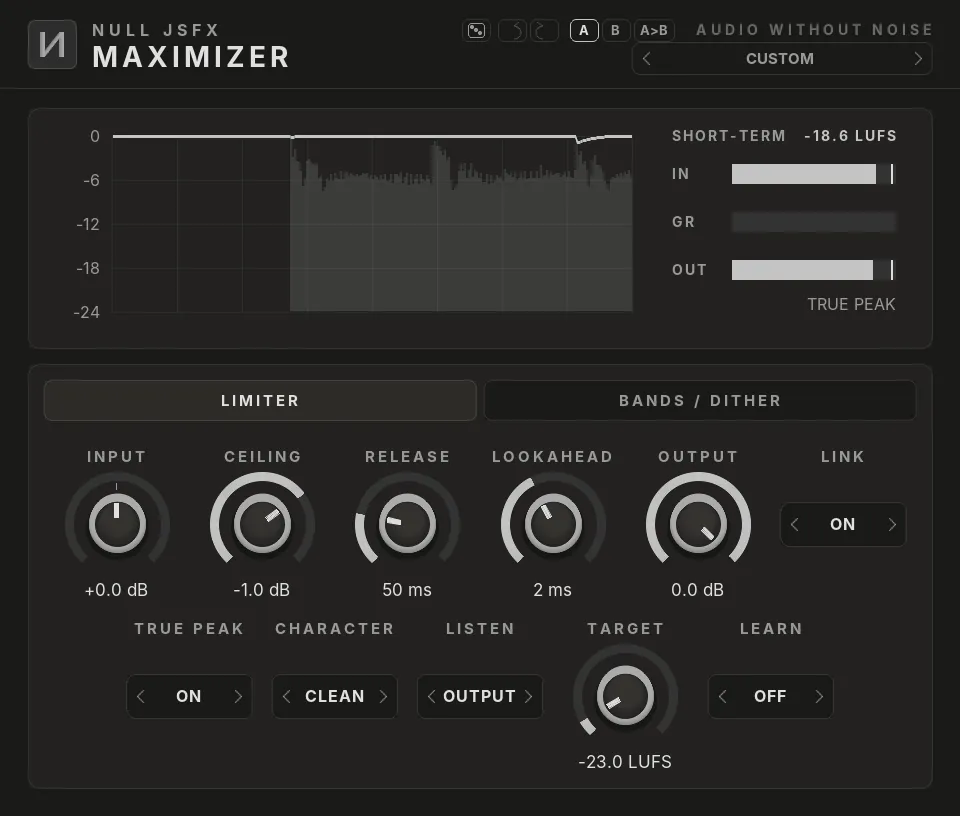 NULL JSFX
MAXIMIZER
A B A>B AUDIO WITHOUT NOISE
CUSTOM
0
-6
-12
-18
-24
SHORT-TERM -18.6 LUFS
IN
GR
OUT
TRUE PEAK
LIMITER BANDS / DITHER
INPUT CEILING RELEASE LOOKAHEAD OUTPUT LINK
ON
+0.0 dB -1.0 dB 50 ms 2 ms 0.0 dB
TRUE PEAK CHARACTER LISTEN TARGET LEARN
ON CLEAN OUTPUT OFF
-23.0 LUFS